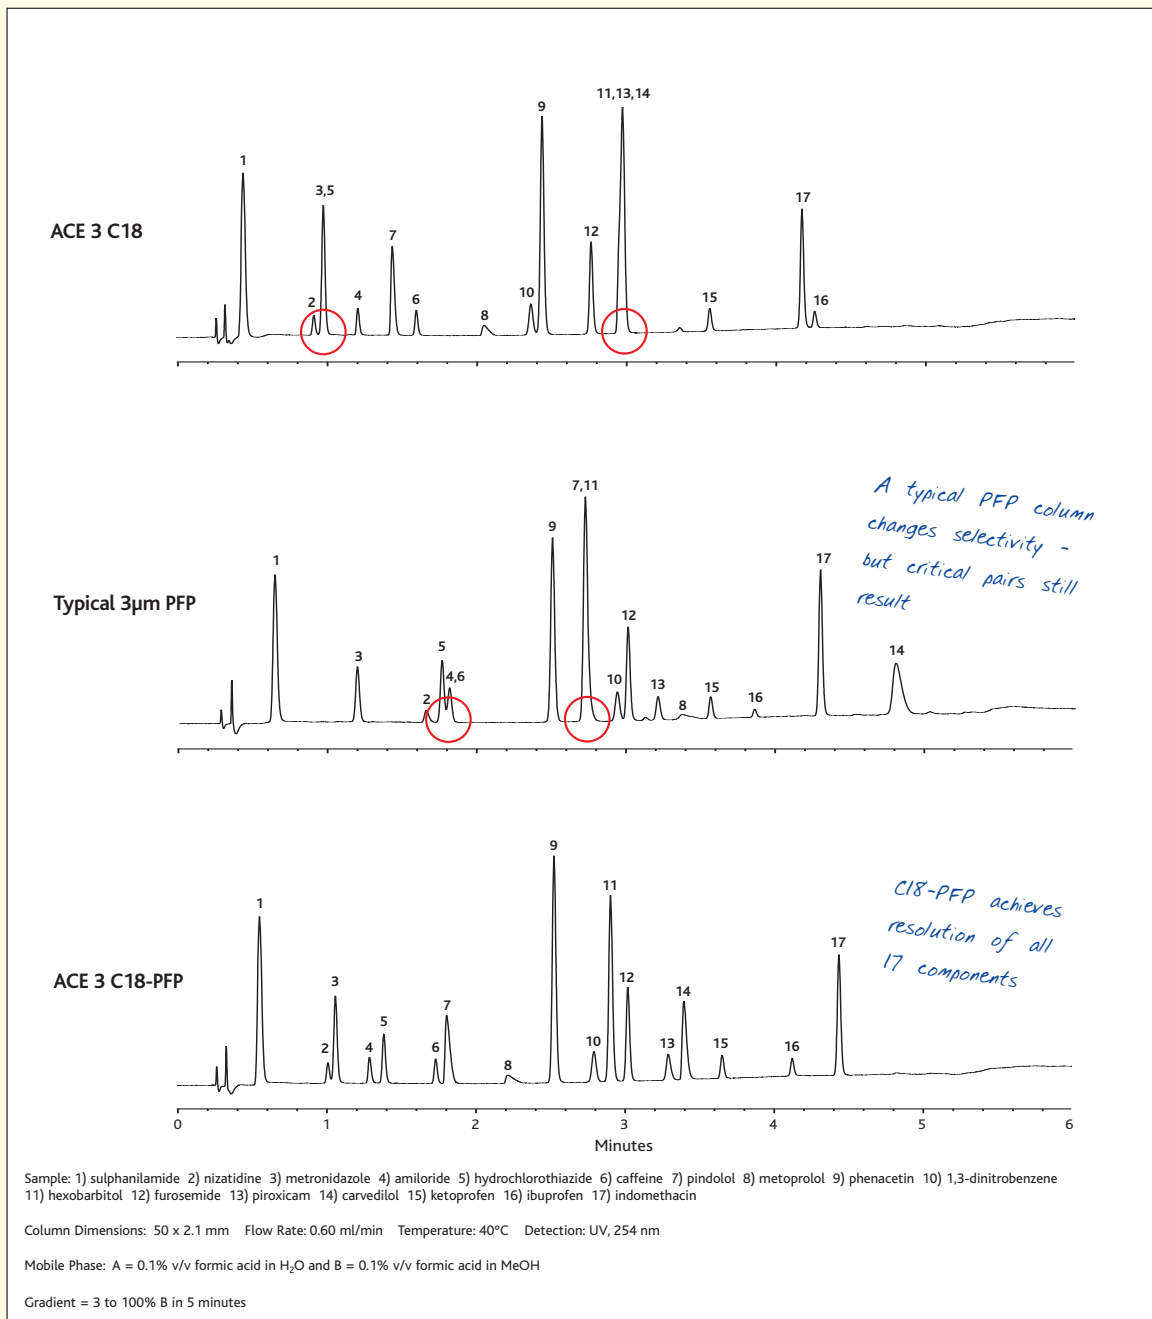 11,13,14
9
1
3,5
17
ACE 3 C18
7
12
10
2
4
6
15
16
8
A typical PFP column
changes selectivity -
but critical pairs still
result
7,11
9
1
17
Typical 3μm PFP
12
5
14
3
4,6
10
13
15
2
8
16
C18-PFP achieves
resolution of all
17 components
9
11
1
17
ACE 3 C18-PFP
3
12
14
7
5
2
4
6
10
13
15
16
8
0 1 2 3 4 5 6
Minutes
Sample: 1) sulphanilamide 2) nizatidine 3) metronidazole 4) amiloride 5) hydrochlorothiazide 6) caffeine 7) pindolol 8) metoprolol 9) phenacetin 10) 1,3-dinitrobenzene
11) hexobarbitol 12) furosemide 13) piroxicam 14) carvedilol 15) ketoprofen 16) ibuprofen 17) indomethacin
Column Dimensions: 50 x 2.1 mm Flow Rate: 0.60 ml/min Temperature: 40°C Detection: UV, 254 nm
Mobile Phase: A = 0.1% v/v formic acid in H₂O and B = 0.1% v/v formic acid in MeOH
Gradient = 3 to 100% B in 5 minutes